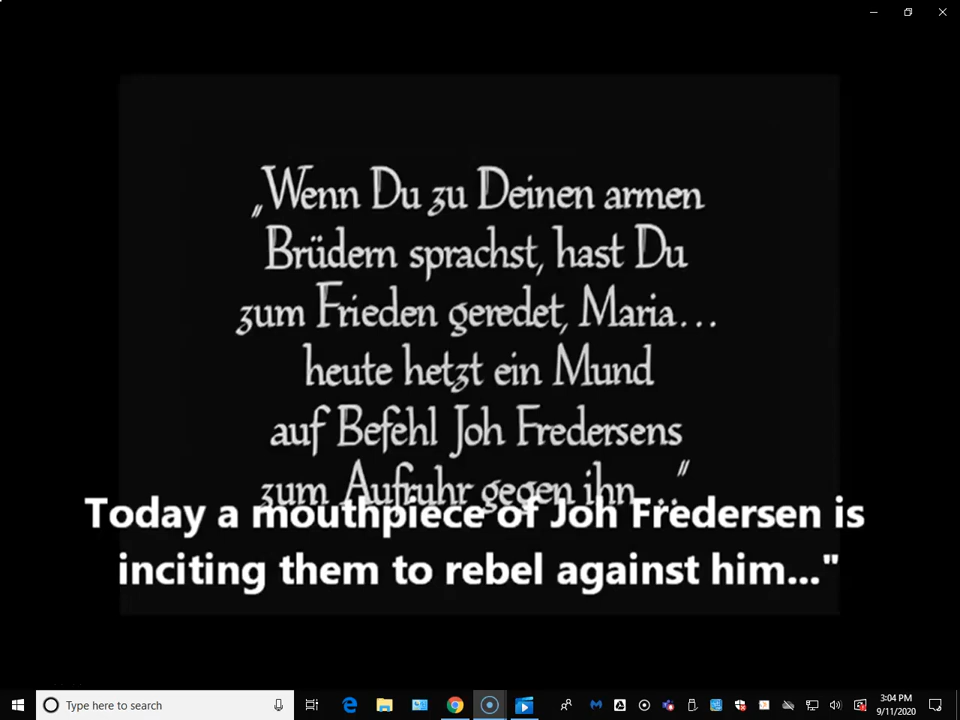 „Wenn Du zu Deinen armen
Brüdern sprachst, hast Du
zum Frieden geredet, Maria...
heute hetzt ein Mund
auf Befehl Joh Fredersens
zum Aufruhr gegen ihn..."
Today a mouthpiece of Joh Fredersen is
inciting them to rebel against him..."
Type here to search
3:04 PM
9/11/2020